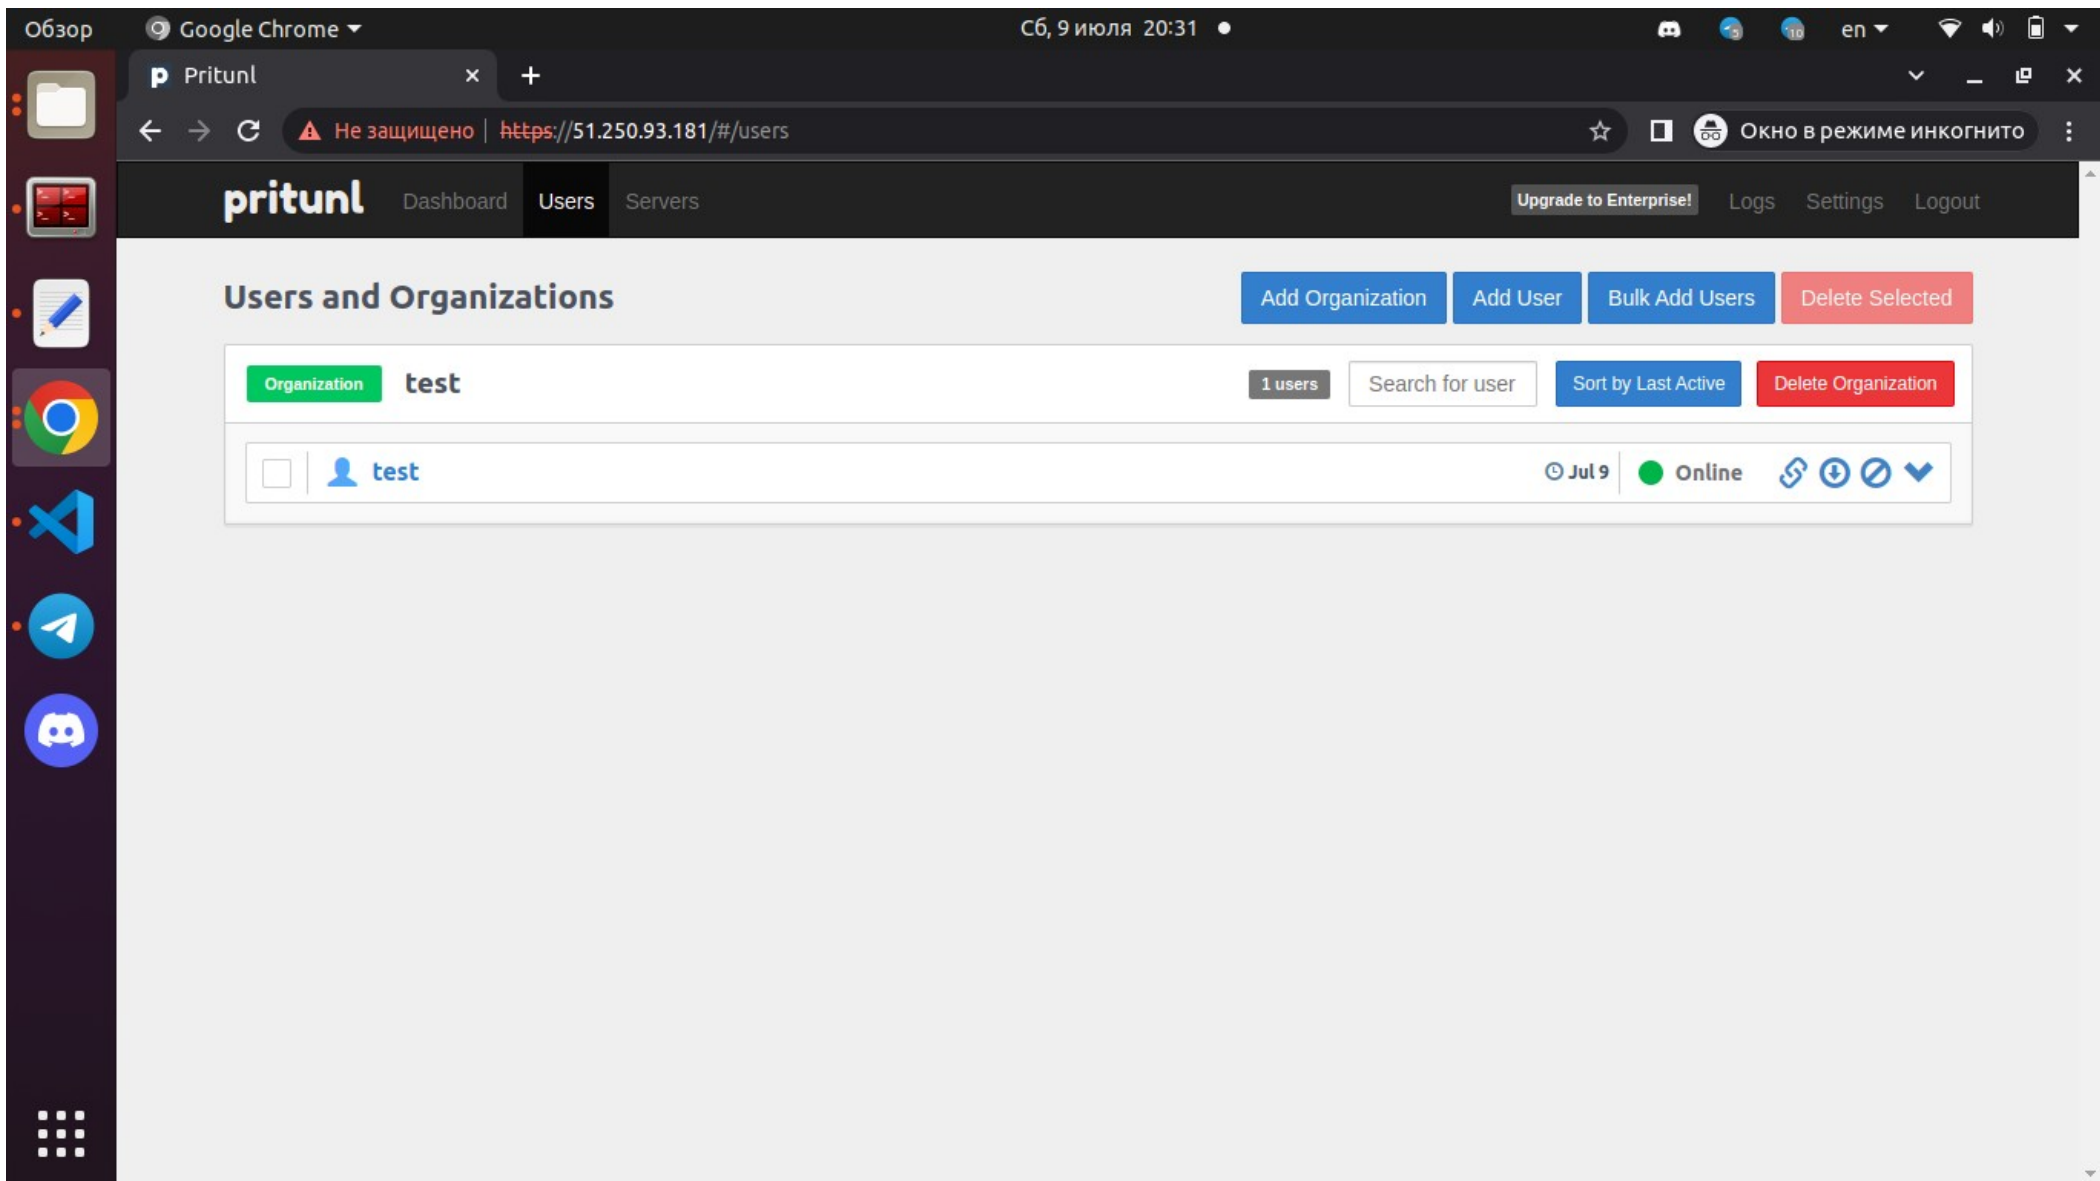 Обзор Google Chrome Сб, 9 июля 20:31 en
Pritunl
Не защищено https://51.250.93.181/#/users Окно в режиме инкогнито
pritunl Dashboard Users Servers Upgrade to Enterprise! Logs Settings Logout
Users and Organizations Add Organization Add User Bulk Add Users Delete Selected
Organization test 1 users Search for user Sort by Last Active Delete Organization
test Jul 9 Online